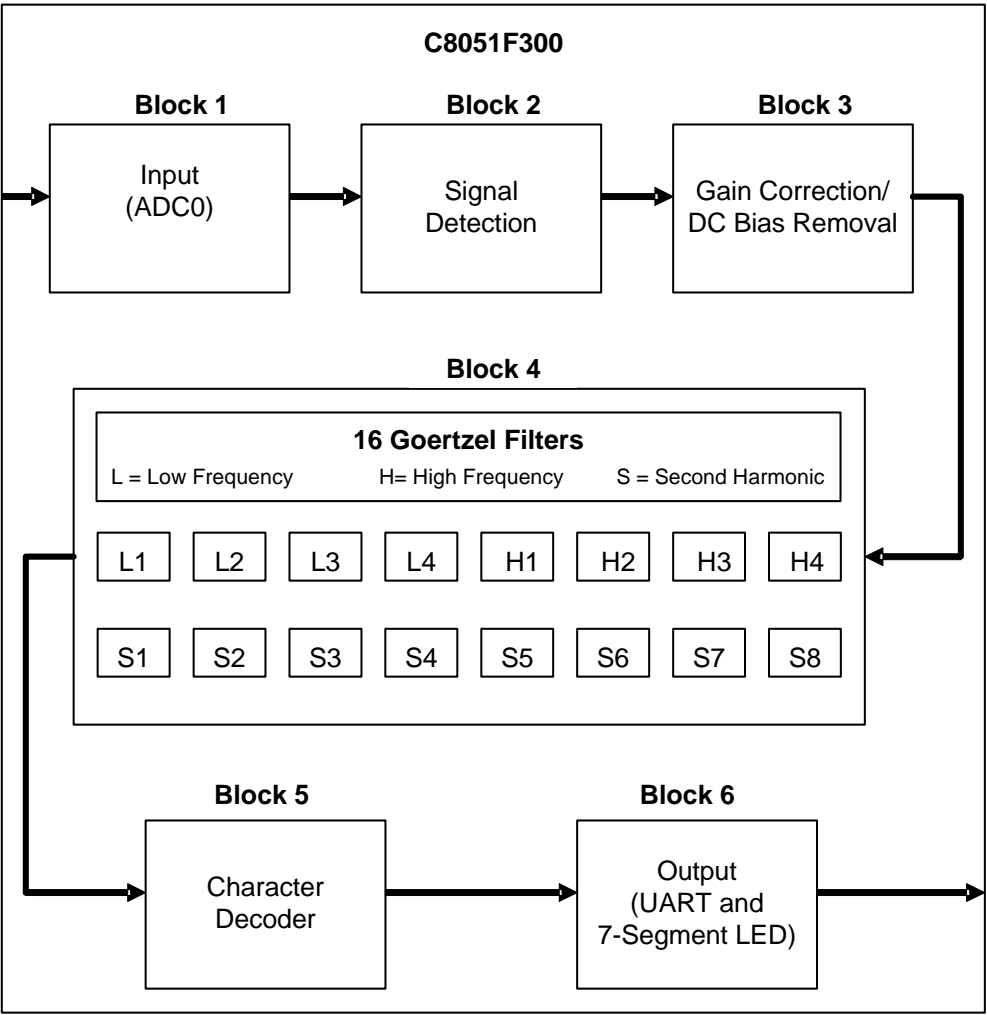 C8051F300
Block 1
Block 2
Block 3
Input
(ADC0)
Signal
Detection
Gain Correction/
DC Bias Removal
Block 4
16 Goertzel Filters
L = Low Frequency H= High Frequency S = Second Harmonic
L1 L2 L3 L4 H1 H2 H3 H4
S1 S2 S3 S4 S5 S6 S7 S8
Block 5
Block 6
Character
Decoder
Output
(UART and
7-Segment LED)